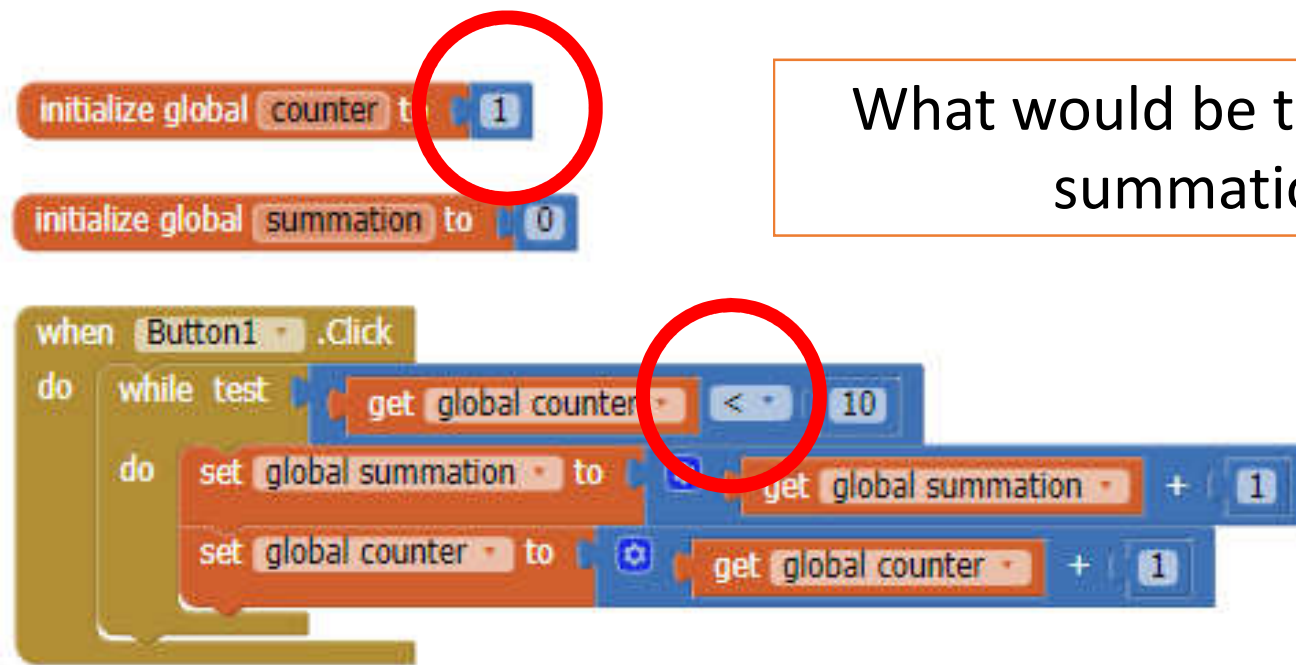 initialize global counter to 1
What would be t
summatio
initialize global summation to 0
when Button1 .Click
do while test get global counter < 10
do set global summation to get global summation + 1
set global counter to get global counter + 1